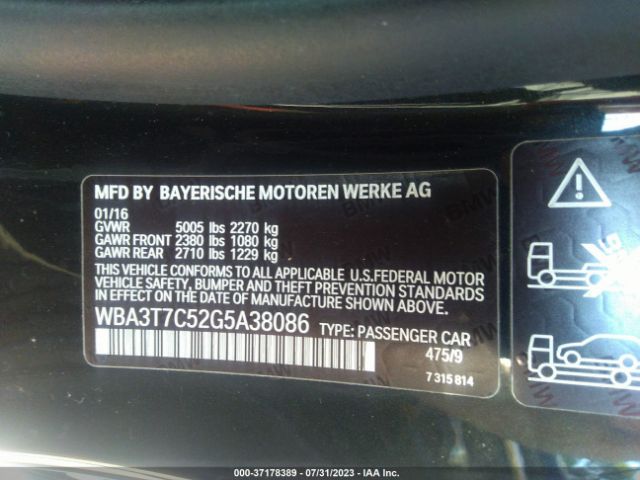 MFD BY BAYERISCHE MOTOREN WERKE AG
01/16
GVWR 5005 lbs 2270 kg
GAWR FRONT 2380 lbs 1080 kg
GAWR REAR 2710 lbs 1229 kg
THIS VEHICLE CONFORMS TO ALL APPLICABLE U.S.FEDERAL MOTOR
VEHICLE SAFETY, BUMPER AND THEFT PREVENTION STANDARDS
IN EFFECT ON THE DATE OF MANUFACTURE SHOWN ABOVE.
WBA3T7C52G5A38086 TYPE: PASSENGER CAR
475/9
7 315 814
000-37178389 - 07/31/2023 - IAA Inc.